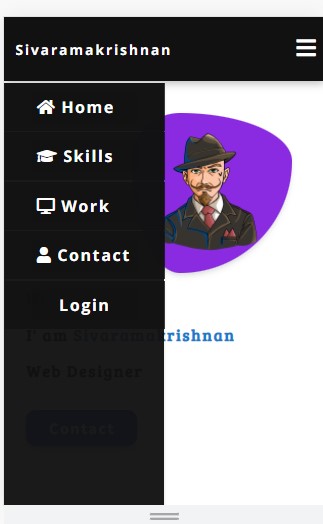 Sivaramakrishnan
Home
Skills
Work
Contact
Login
I' am Sivaramakrishnan
Web Designer
Contact